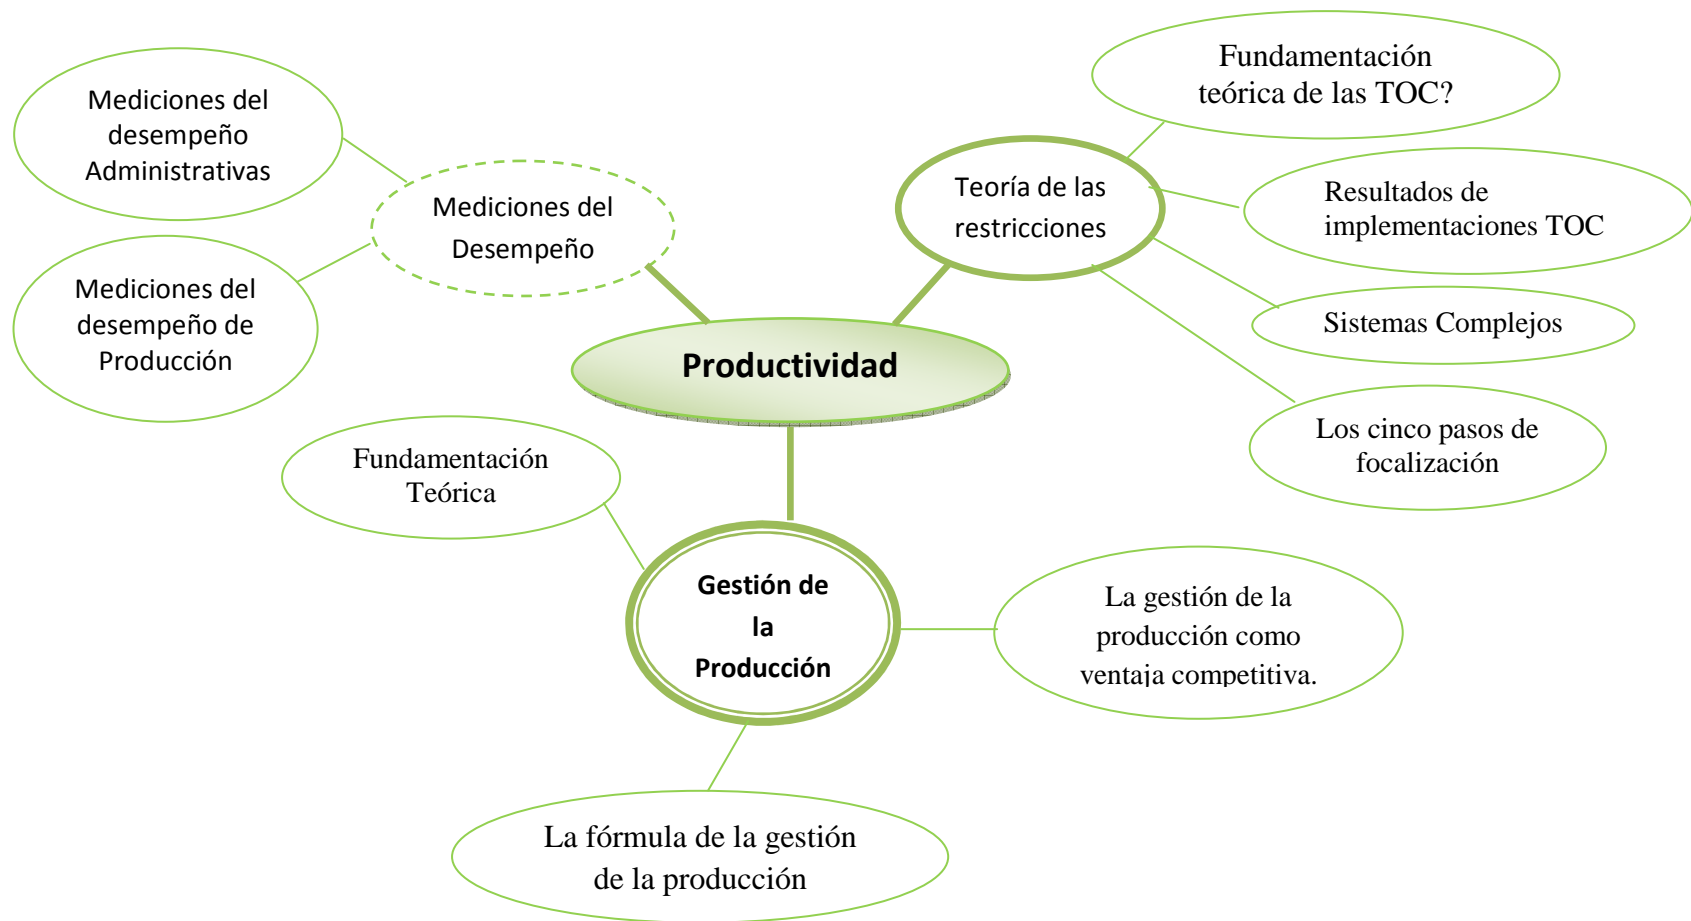 Fundamentación
teórica de las TOC?
Mediciones del
desempeño
Administrativas
Mediciones del
Desempeño
Teoría de las
restricciones
Resultados de
implementaciones TOC
Mediciones del
desempeño de
Producción
Sistemas Complejos
Productividad
Los cinco pasos de
focalización
Fundamentación
Teórica
Gestión de
la
Producción
La gestión de la
producción como
ventaja competitiva.
La fórmula de la gestión
de la producción